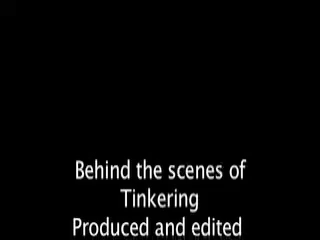 Behind the scenes of
Tinkering
Produced and edited